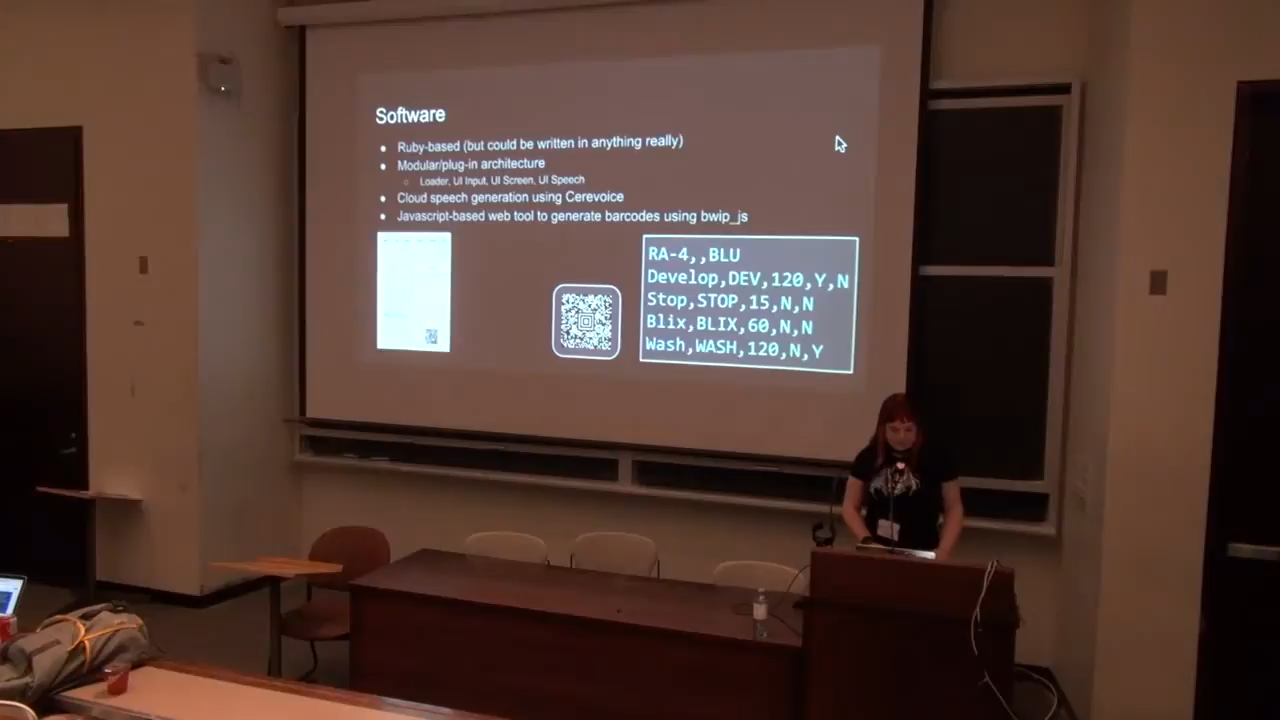 Software
Ruby-based (but could be written in anything really)
Modular/plug-in architecture
Loader, UI Input, UI Screen, UI Speech
Cloud speech generation using Cerevoice
Javascript-based web tool to generate barcodes using bwip_js
RA-4,,BLU
Develop,DEV,120,Y,N
Stop,STOP,15,N,N
Blix,BLIX,60,N,N
Wash,WASH,120,N,Y